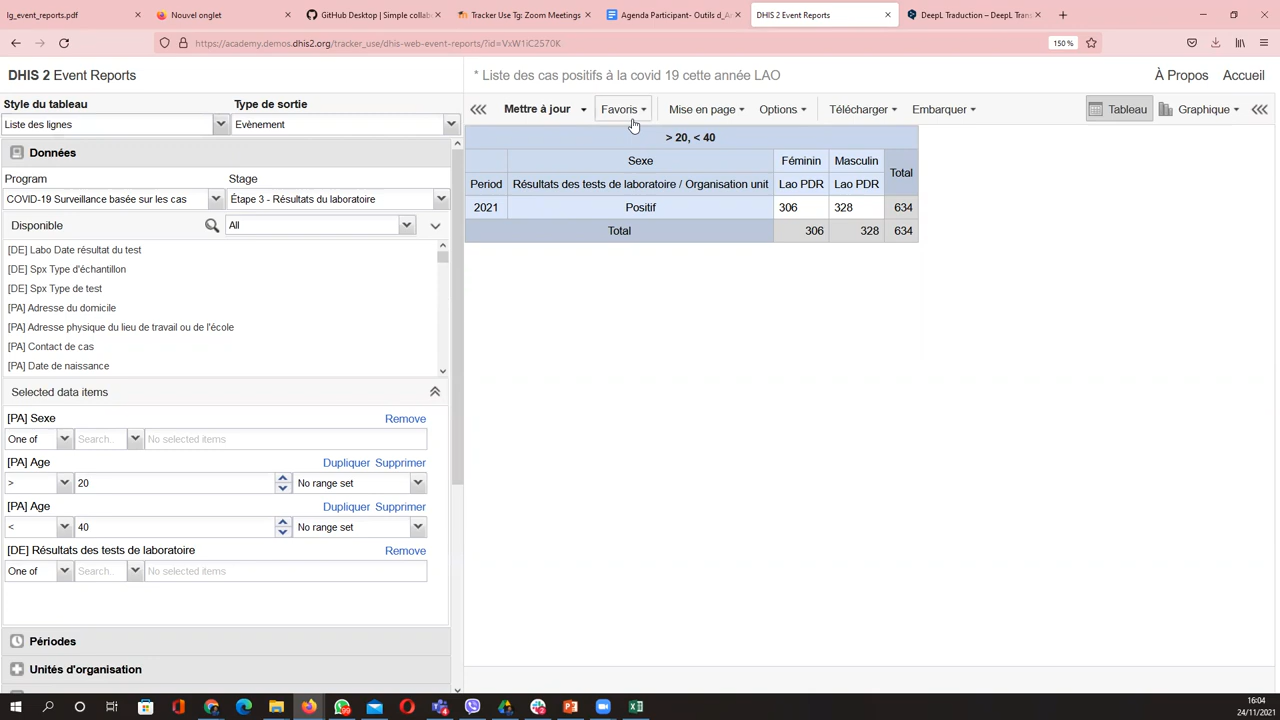 lg_event_reports.pdf
Nouvel onglet
GitHub Desktop | Simple collab
Tracker Use Tg: Zoom Meetings
Agenda Participant- Outils d_A
DHIS 2 Event Reports
DeepL Traduction – DeepL Tran
https://academy.demos.dhis2.org/tracker_use/dhis-web-event-reports/?id=VxW1iC2570K
150 %
DHIS 2 Event Reports
* Liste des cas positifs à la covid 19 cette année LAO
À Propos
Accueil
Style du tableau
Type de sortie
Mettre à jour
Favoris
Mise en page
Options
Télécharger
Embarquer
Tableau
Graphique
Liste des lignes
Evènement
Données
Program
Stage
COVID-19 Surveillance basée sur les cas
Étape 3 - Résultats du laboratoire
Disponible
All
[DE] Labo Date résultat du test
[DE] Spx Type d'échantillon
[DE] Spx Type de test
[PA] Adresse du domicile
[PA] Adresse physique du lieu de travail ou de l'école
[PA] Contact de cas
[PA] Date de naissance
Selected data items
[PA] Sexe
Remove
One of
Search..
No selected items
[PA] Age
Dupliquer
Supprimer
>
20
No range set
[PA] Age
Dupliquer
Supprimer
<
40
No range set
[DE] Résultats des tests de laboratoire
Remove
One of
Search..
No selected items
Périodes
Unités d'organisation
> 20, < 40
Sexe
Féminin
Masculin
Total
Period
Résultats des tests de laboratoire / Organisation unit
Lao PDR
Lao PDR
2021
Positif
306
328
634
Total
306
328
634
16:04
24/11/2021